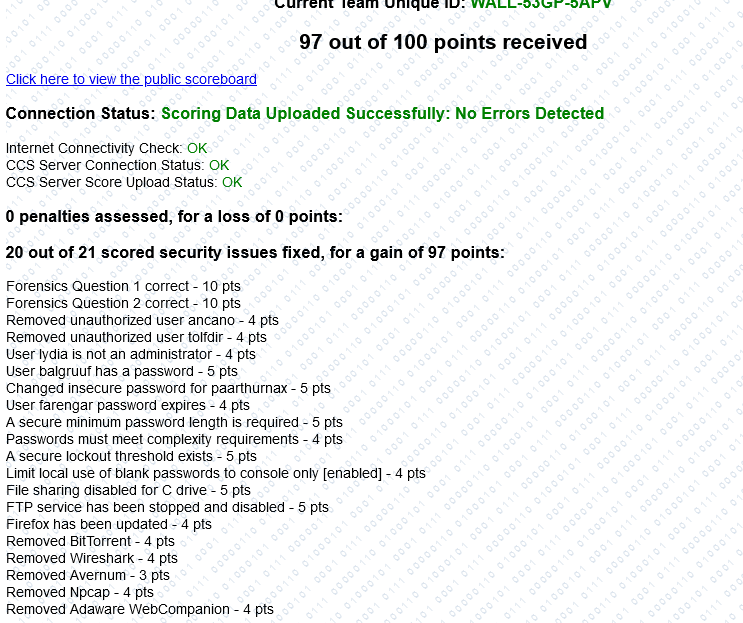 Current Team Unique ID: WALL-53GP-5APV
97 out of 100 points received
Click here to view the public scoreboard
Connection Status: Scoring Data Uploaded Successfully: No Errors Detected
Internet Connectivity Check: OK
CCS Server Connection Status: OK
CCS Server Score Upload Status: OK
0 penalties assessed, for a loss of 0 points:
20 out of 21 scored security issues fixed, for a gain of 97 points:
Forensics Question 1 correct - 10 pts
Forensics Question 2 correct - 10 pts
Removed unauthorized user ancano - 4 pts
Removed unauthorized user tolfdir - 4 pts
User lydia is not an administrator - 4 pts
User balgruuf has a password - 5 pts
Changed insecure password for paarthurnax - 5 pts
User farengar password expires - 4 pts
A secure minimum password length is required - 5 pts
Passwords must meet complexity requirements - 4 pts
A secure lockout threshold exists - 5 pts
Limit local use of blank passwords to console only [enabled] - 4 pts
File sharing disabled for C drive - 5 pts
FTP service has been stopped and disabled - 5 pts
Firefox has been updated - 4 pts
Removed BitTorrent - 4 pts
Removed Wireshark - 4 pts
Removed Avernum - 3 pts
Removed Npcap - 4 pts
Removed Adaware WebCompanion - 4 pts